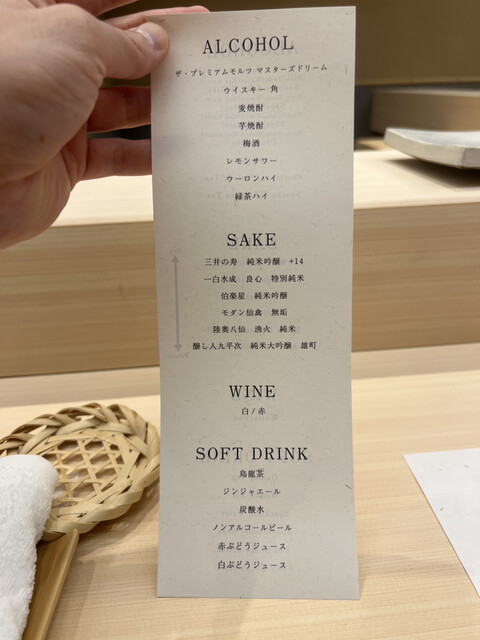 ALCOHOL
ザ・プレミアムモルツ マスターズドリーム
ウイスキー 角
麦焼酎
芋焼酎
梅酒
レモンサワー
ウーロンハイ
緑茶ハイ
SAKE
三井の寿 純米吟醸 +14
一白水成 良心 特別純米
伯楽星 純米吟醸
モダン仙禽 無垢
陸奥八仙 漁火 純米
醸し人九平次 純米大吟醸 雄町
WINE
白/赤
SOFT DRINK
烏龍茶
ジンジャエール
炭酸水
ノンアルコールビール
赤ぶどうジュース
白ぶどうジュース